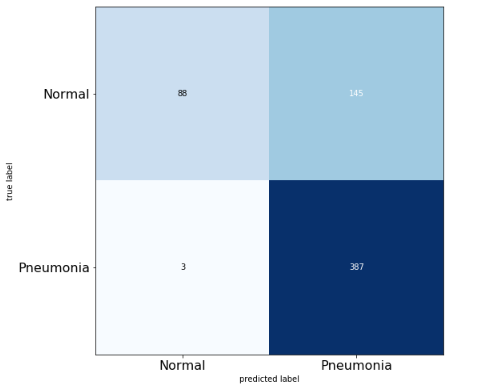 Normal
88
145
true label
Pneumonia
3
387
Normal
Pneumonia
predicted label